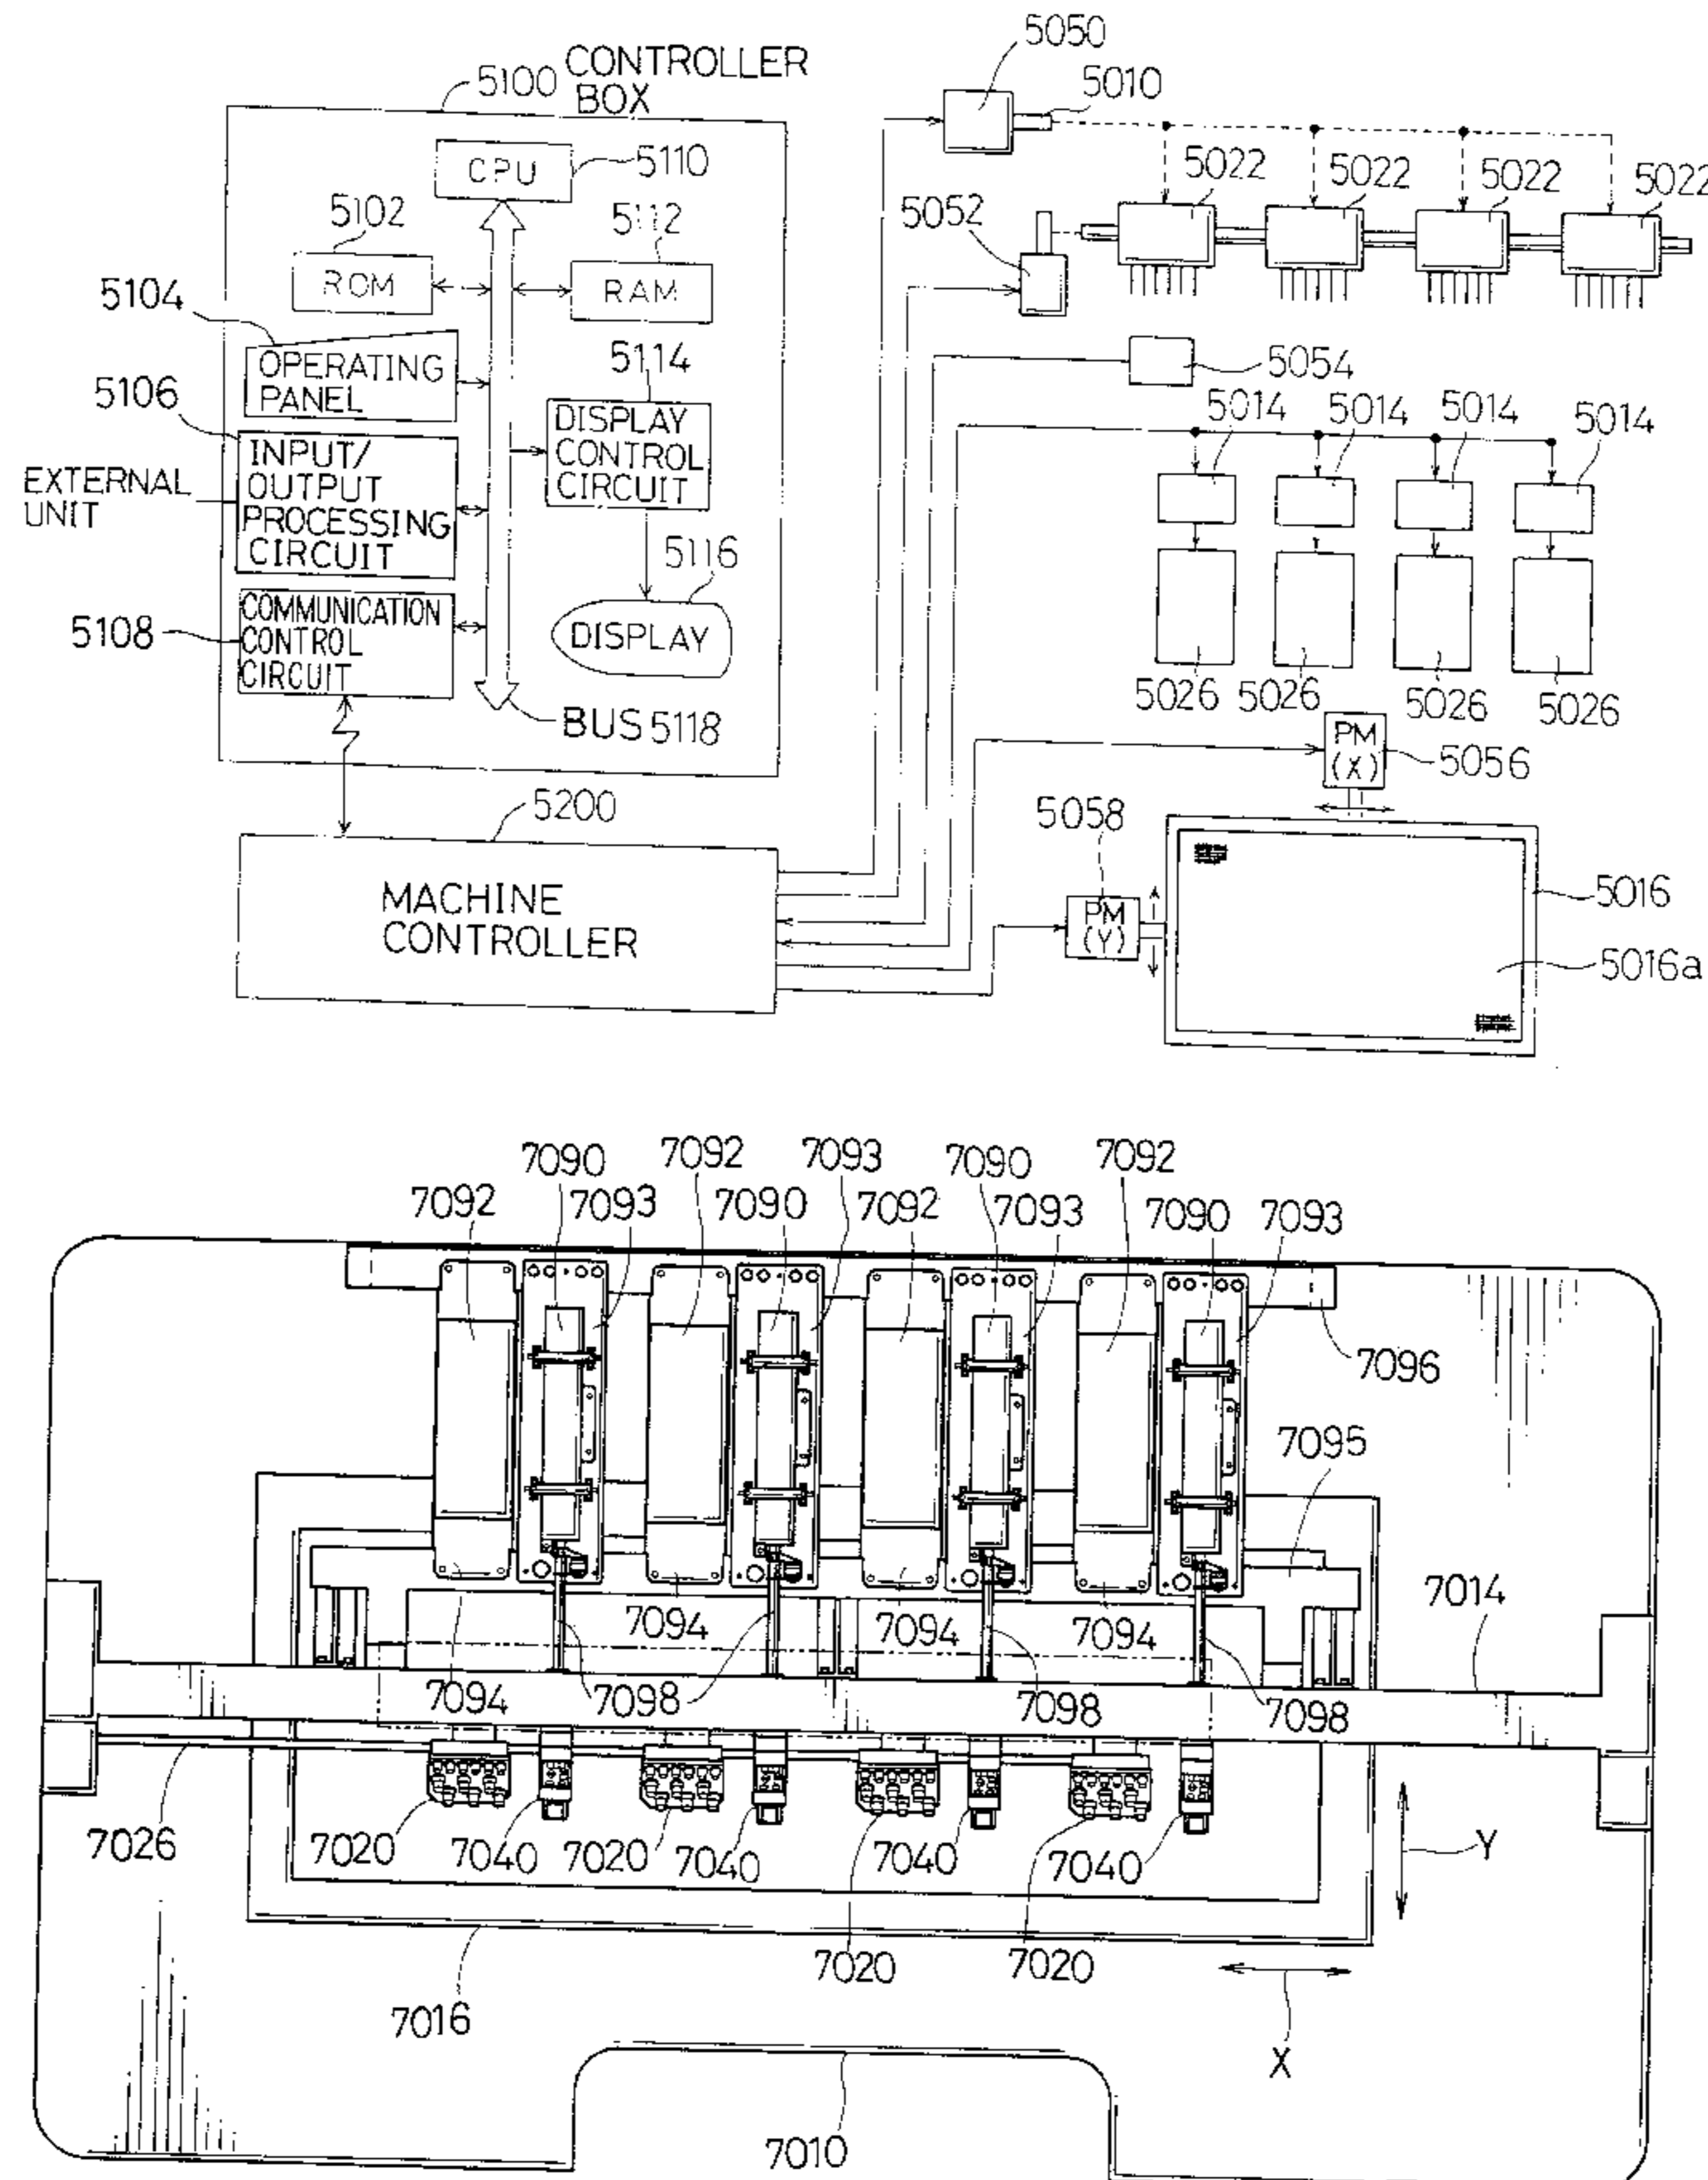 5050
5100 CONTROLLER BOX
5010
CPU
5110
5022 5022 5022 5022
5102
5112
5052
ROM
RAM
5104
OPERATING
PANEL
5114
5054
5106
DISPLAY
CONTROL
CIRCUIT
5014 5014 5014 5014
EXTERNAL
UNIT
INPUT/
OUTPUT
PROCESSING
CIRCUIT
5116
DISPLAY
5108
COMMUNICATION
CONTROL
CIRCUIT
5026 5026 5026 5026
BUS 5118
PM
(X)
5056
5200
5058
MACHINE
CONTROLLER
PM
(Y)
5016
5016a
7090 7092 7093 7090 7092
7092 7093 7090 7092 7093 7090 7093
7096
7095
7094 7094 7094
7014
7094 7098 7098 7098
7026 7020 7040 7020 7040 7040 7040
Y
7020 7020
7016
X
7010